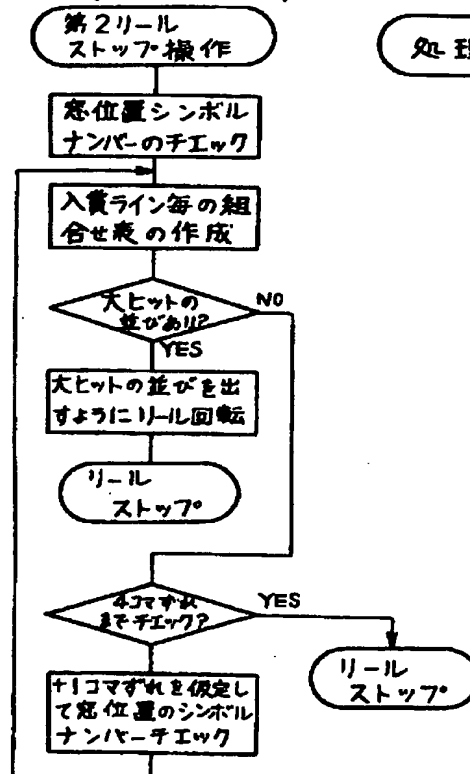 第2リール
ストップ操作
処理
窓位置シンボル
ナンバーのチェック
入賞ライン毎の組
合せ表の作成
大ヒットの
並びあり?
NO
YES
大ヒットの並びを出
すようにリール回転
リール
ストップ
4コマずれ
までチェック?
YES
リール
ストップ
+1コマずれを仮定し
て窓位置のシンボル
ナンバーチェック